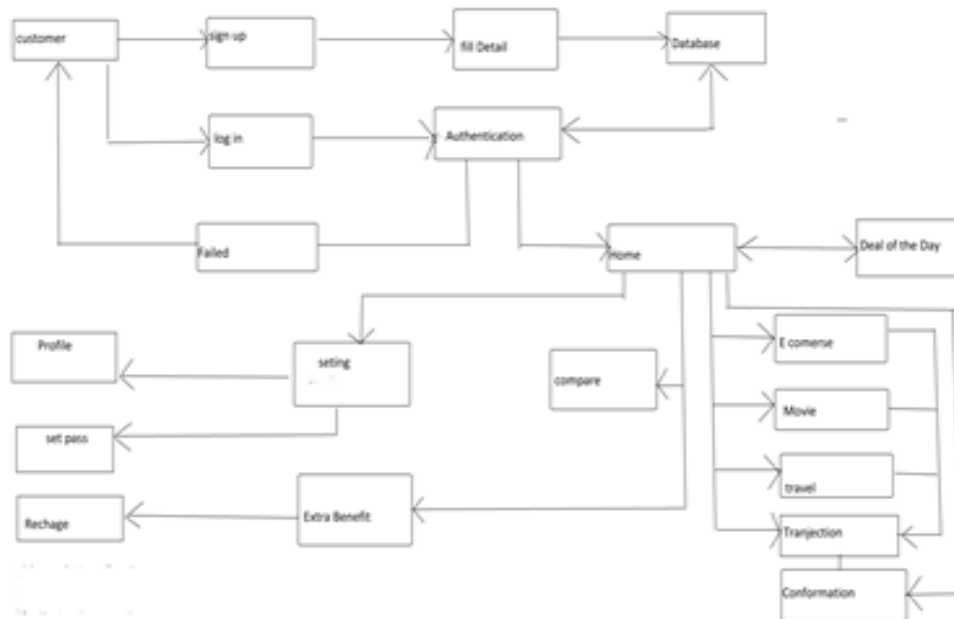 customer
sign up
fill Detail
Database
log in
Authentication
Failed
Home
Deal of the Day
Profile
seting
compare
E comerse
Movie
set pass
travel
Rechage
Extra Benefit
Tranjection
Conformation